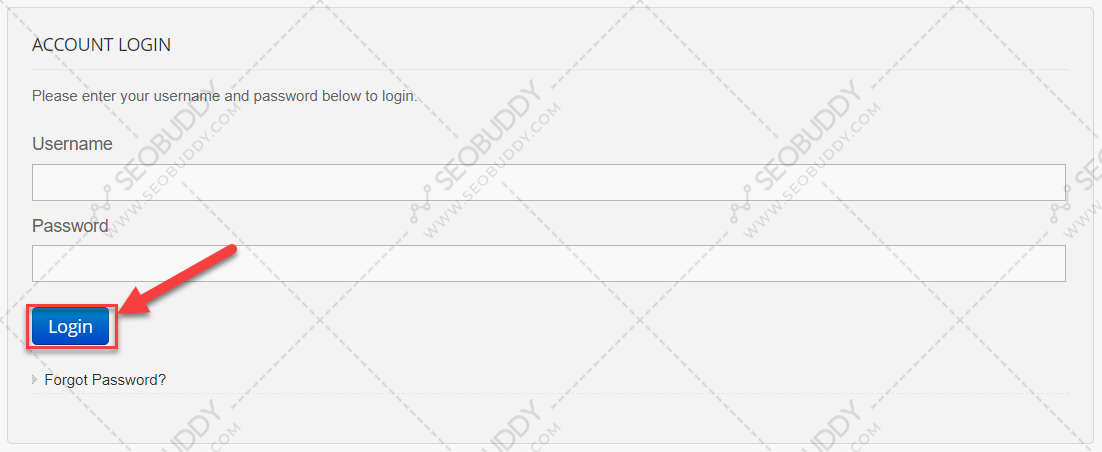 ACCOUNT LOGIN
Please enter your username and password below to login.
Username
SEOBUDDY
WWW.SEOBUDDY.COM
SEOBUDDY
WWW.SEOBUDDY.COM
SEOBUDDY
WWW.SEOBUDDY.COM
Password
Login
Forgot Password?